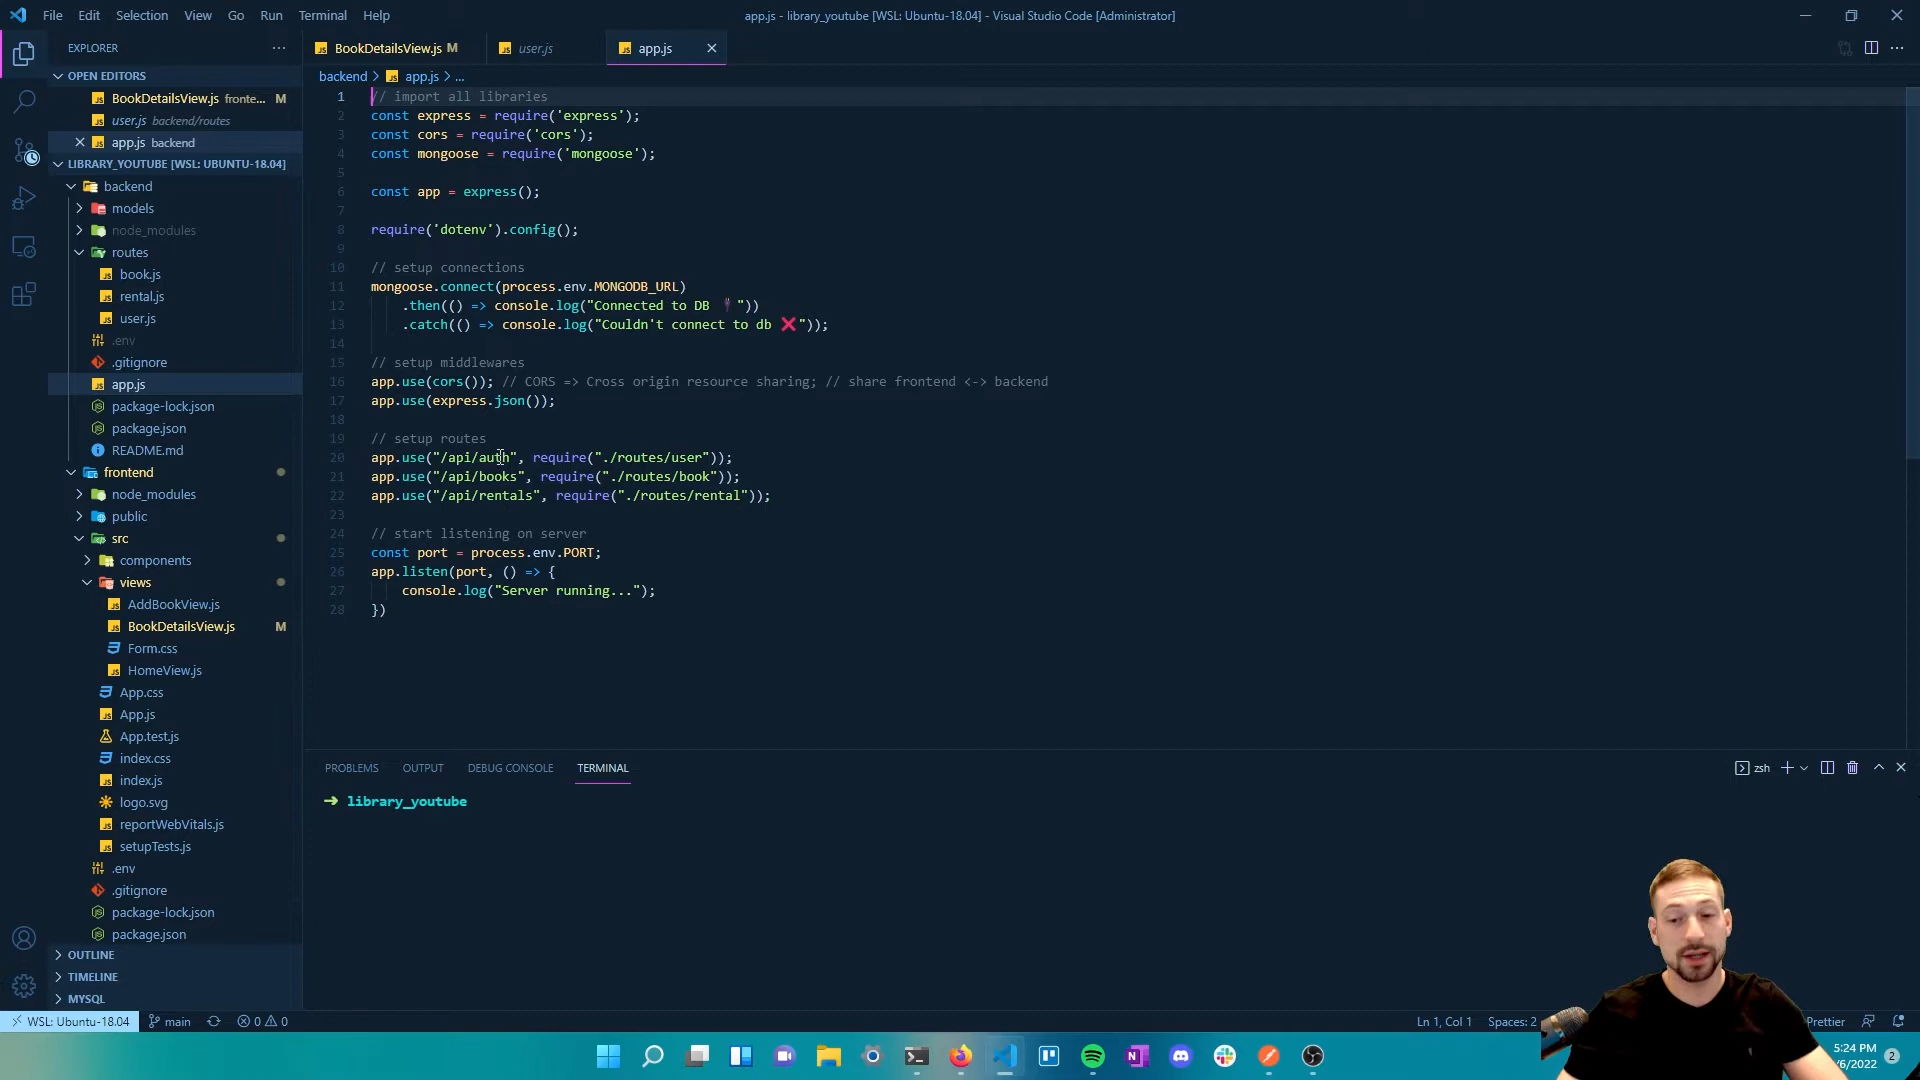 File Edit Selection View Go Run Terminal Help
app.js - library_youtube [WSL: Ubuntu-18.04] - Visual Studio Code [Administrator]
EXPLORER
BookDetailsView.js M
user.js
app.js
OPEN EDITORS
BookDetailsView.js fronte... M
user.js backend/routes
app.js backend
LIBRARY_YOUTUBE [WSL: UBUNTU-18.04]
backend
models
node_modules
routes
book.js
rental.js
user.js
.env
.gitignore
app.js
package-lock.json
package.json
README.md
frontend
node_modules
public
src
components
views
AddBookView.js
BookDetailsView.js M
Form.css
HomeView.js
App.css
App.js
App.test.js
index.css
index.js
logo.svg
reportWebVitals.js
setupTests.js
.env
.gitignore
package-lock.json
package.json
OUTLINE
TIMELINE
MYSQL
backend > app.js > ...
1 // import all libraries
2 const express = require('express');
3 const cors = require('cors');
4 const mongoose = require('mongoose');
5
6 const app = express();
7
8 require('dotenv').config();
9
10 // setup connections
11 mongoose.connect(process.env.MONGODB_URL)
12 .then(() => console.log("Connected to DB "))
13 .catch(() => console.log("Couldn't connect to db ❌"));
14
15 // setup middlewares
16 app.use(cors()); // CORS => Cross origin resource sharing; // share frontend <-> backend
17 app.use(express.json());
18
19 // setup routes
20 app.use("/api/auth", require("./routes/user"));
21 app.use("/api/books", require("./routes/book"));
22 app.use("/api/rentals", require("./routes/rental"));
23
24 // start listening on server
25 const port = process.env.PORT;
26 app.listen(port, () => {
27 console.log("Server running...");
28 })
PROBLEMS OUTPUT DEBUG CONSOLE TERMINAL
zsh
➜ library_youtube
WSL: Ubuntu-18.04 main 0 0
Ln 1, Col 1 Spaces: 2
Prettier
5:24 PM
/6/2022
2